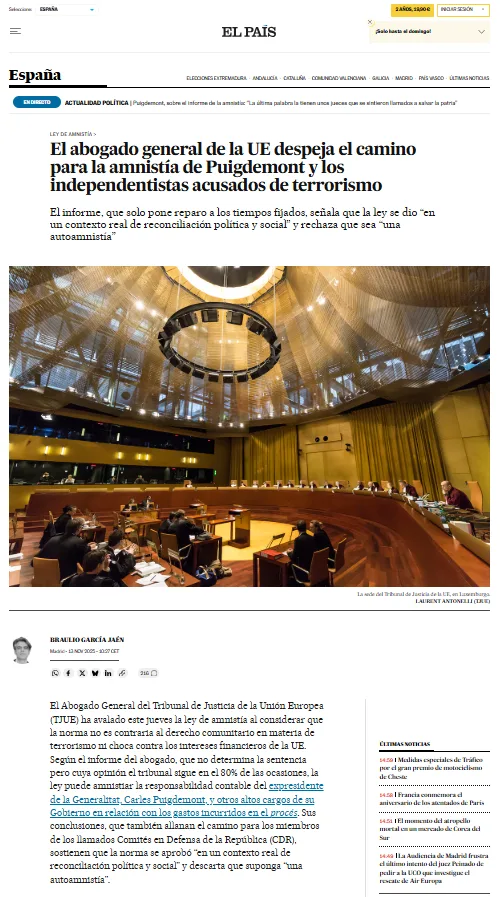 Selecciona: ESPAÑA
2 AÑOS, 19,90 €
INICIAR SESIÓN
EL PAÍS
¡Solo hasta el domingo!
España
ELECCIONES EXTREMADURA · ANDALUCÍA · CATALUÑA · COMUNIDAD VALENCIANA · GALICIA · MADRID · PAÍS VASCO · ÚLTIMAS NOTICIAS
EN DIRECTO ACTUALIDAD POLÍTICA | Puigdemont, sobre el informe de la amnistía: “La última palabra la tienen unos jueces que se sintieron llamados a salvar la patria”
LEY DE AMNISTÍA >
El abogado general de la UE despeja el camino
para la amnistía de Puigdemont y los
independentistas acusados de terrorismo
El informe, que solo pone reparo a los tiempos fijados, señala que la ley se dio “en
un contexto real de reconciliación política y social” y rechaza que sea “una
autoamnistía”
La sede del Tribunal de Justicia de la UE, en Luxemburgo.
LAURENT ANTONELLI (TJUE)
BRAULIO GARCÍA JAÉN
Madrid - 13 NOV 2025 - 10:27 CET
216
El Abogado General del Tribunal de Justicia de la Unión Europea
(TJUE) ha avalado este jueves la ley de amnistía al considerar que
la norma no es contraria al derecho comunitario en materia de
terrorismo ni choca contra los intereses financieros de la UE.
Según el informe del abogado, que no determina la sentencia
pero cuya opinión el tribunal sigue en el 80% de las ocasiones, la
ley puede amnistiar la responsabilidad contable del expresidente
de la Generalitat, Carles Puigdemont, y otros altos cargos de su
Gobierno en relación con los gastos incurridos en el procés. Sus
conclusiones, que también allanan el camino para los miembros
de los llamados Comités en Defensa de la República (CDR),
sostienen que la norma se aprobó “en un contexto real de
reconciliación política y social” y descarta que suponga “una
autoamnistía”.
ÚLTIMAS NOTICIAS
14:59 | Medidas especiales de Tráfico
por el gran premio de motociclismo
de Cheste
14:58 | Francia conmemora el
aniversario de los atentados de París
14:51 | El momento del atropello
mortal en un mercado de Corea del
Sur
14:49 | La Audiencia de Madrid frustra
el último intento del juez Peinado de
pedir a la UCO que investigue el
rescate de Air Europa